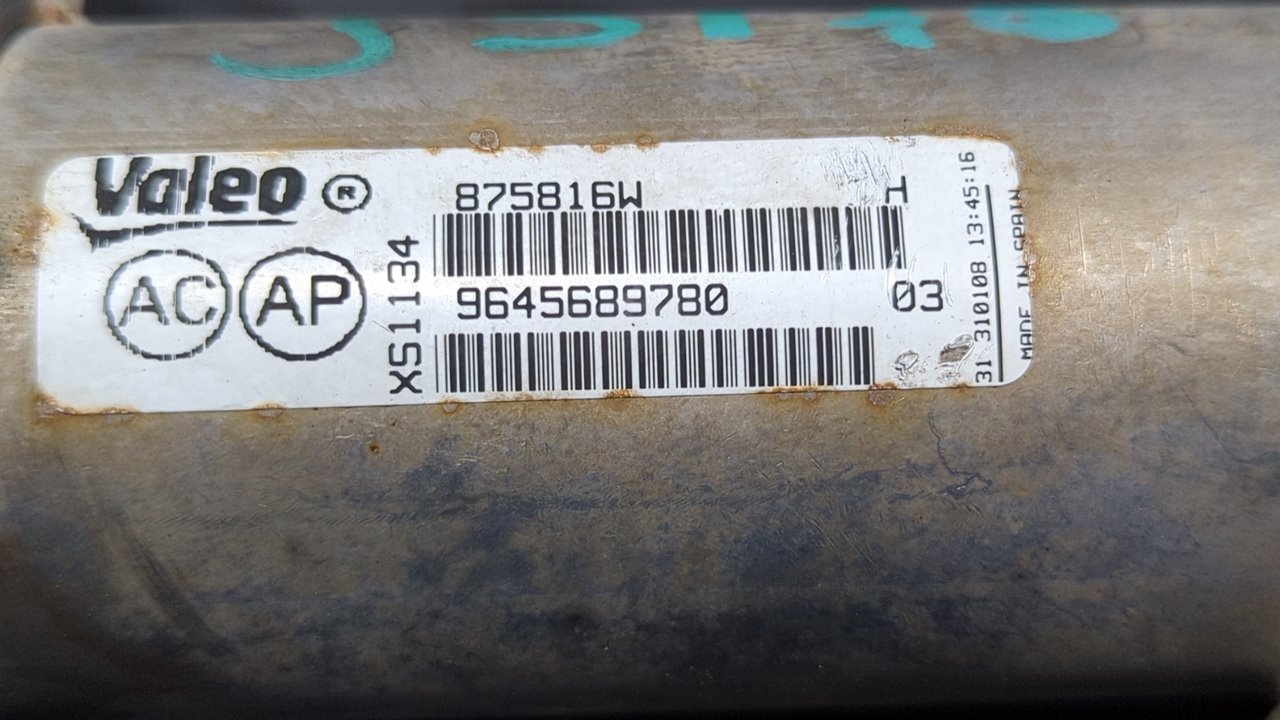 Valeo ®
AC AP
XS1134
875816W H
9645689780 03
31 310108 13:45:16
MADE IN SPAIN